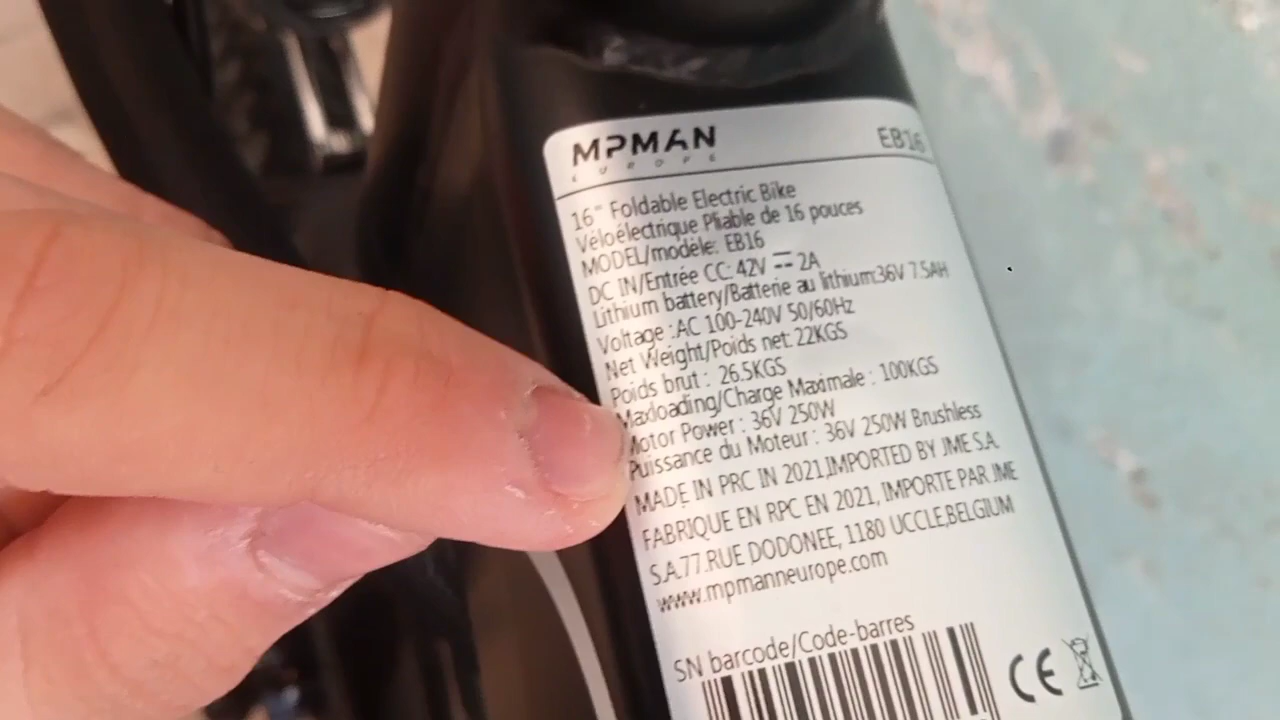 MPMAN
EUROPE
EB16
16" Foldable Electric Bike
Véloélectrique Pliable de 16 pouces
MODEL/modèle: EB16
DC IN/Entrée CC: 42V ⎓ 2A
Lithium battery/Batterie au lithium:36V 7.5AH
Voltage :AC 100-240V 50/60Hz
Net Weight/Poids net: 22KGS
Poids brut : 26.5KGS
Maxloading/Charge Maximale : 100KGS
Motor Power : 36V 250W
Puissance du Moteur : 36V 250W Brushless
MADE IN PRC IN 2021,IMPORTED BY JME S.A.
FABRIQUE EN RPC EN 2021, IMPORTE PAR JME
S.A.77.RUE DODONEE, 1180 UCCLE,BELGIUM
www.mpmanneurope.com
SN barcode/Code-barres
CE